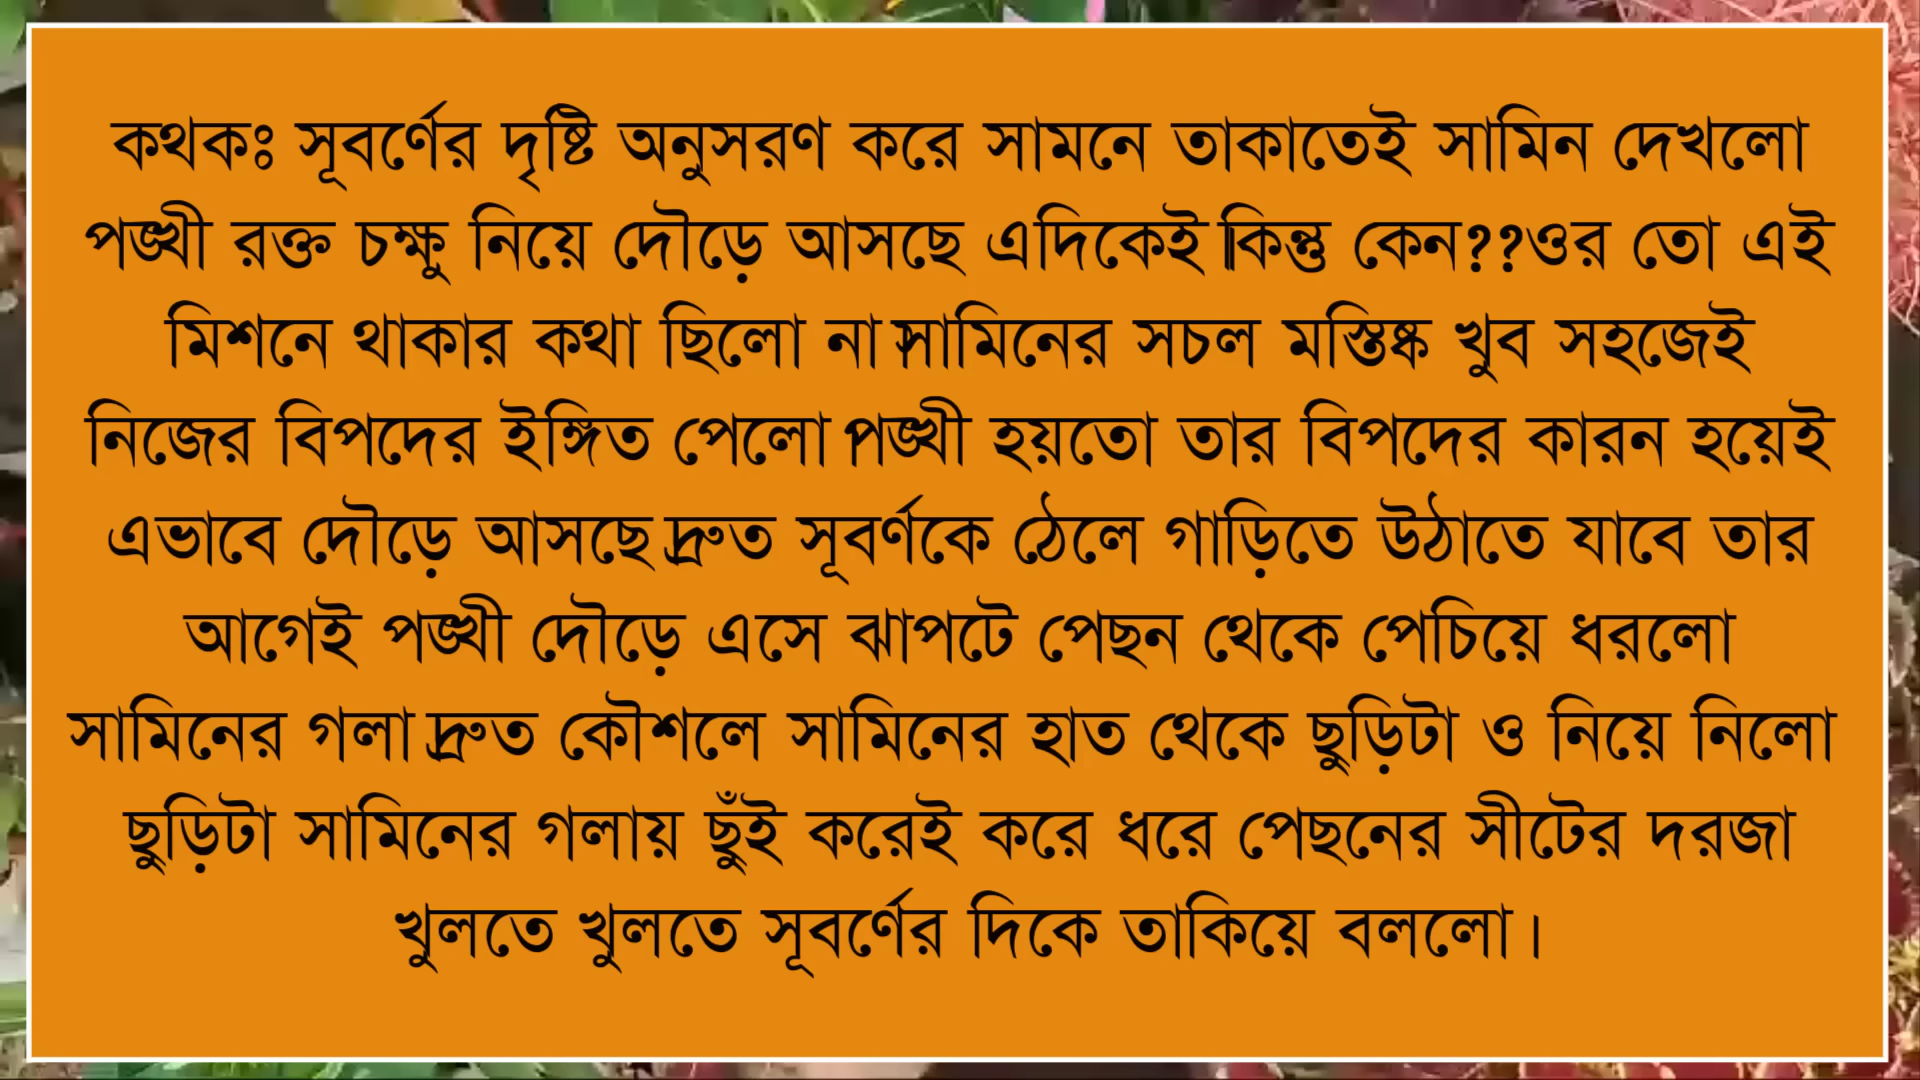 কথকঃ সূবর্ণের দৃষ্টি অনুসরণ করে সামনে তাকাতেই সামিন দেখলো
পঙ্খী রক্ত চক্ষু নিয়ে দৌড়ে আসছে এদিকেই।কিন্তু কেন??ওর তো এই
মিশনে থাকার কথা ছিলো না।সামিনের সচল মস্তিষ্ক খুব সহজেই
নিজের বিপদের ইঙ্গিত পেলো।পঙ্খী হয়তো তার বিপদের কারন হয়েই
এভাবে দৌড়ে আসছে।দ্রুত সূবর্ণকে ঠেলে গাড়িতে উঠাতে যাবে তার
আগেই পঙ্খী দৌড়ে এসে ঝাপটে পেছন থেকে পেচিয়ে ধরলো
সামিনের গলা।দ্রুত কৌশলে সামিনের হাত থেকে ছুড়িটা ও নিয়ে নিলো
ছুড়িটা সামিনের গলায় ছুঁই করেই করে ধরে পেছনের সীটের দরজা
খুলতে খুলতে সূবর্ণের দিকে তাকিয়ে বললো।